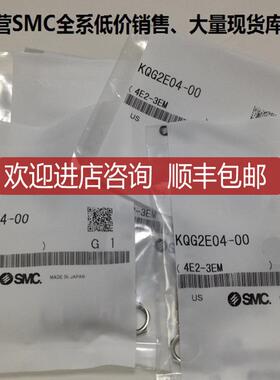 营SMC全系低价销售、大量现货库
KQG2E04-00
(4E2-3EM
US
欢迎进店咨询 顺丰包邮
04-00
) G 1
SMC.
MADE IN JAPAN
KQG2E04-00
( 4E2-3EM
US
SMC.